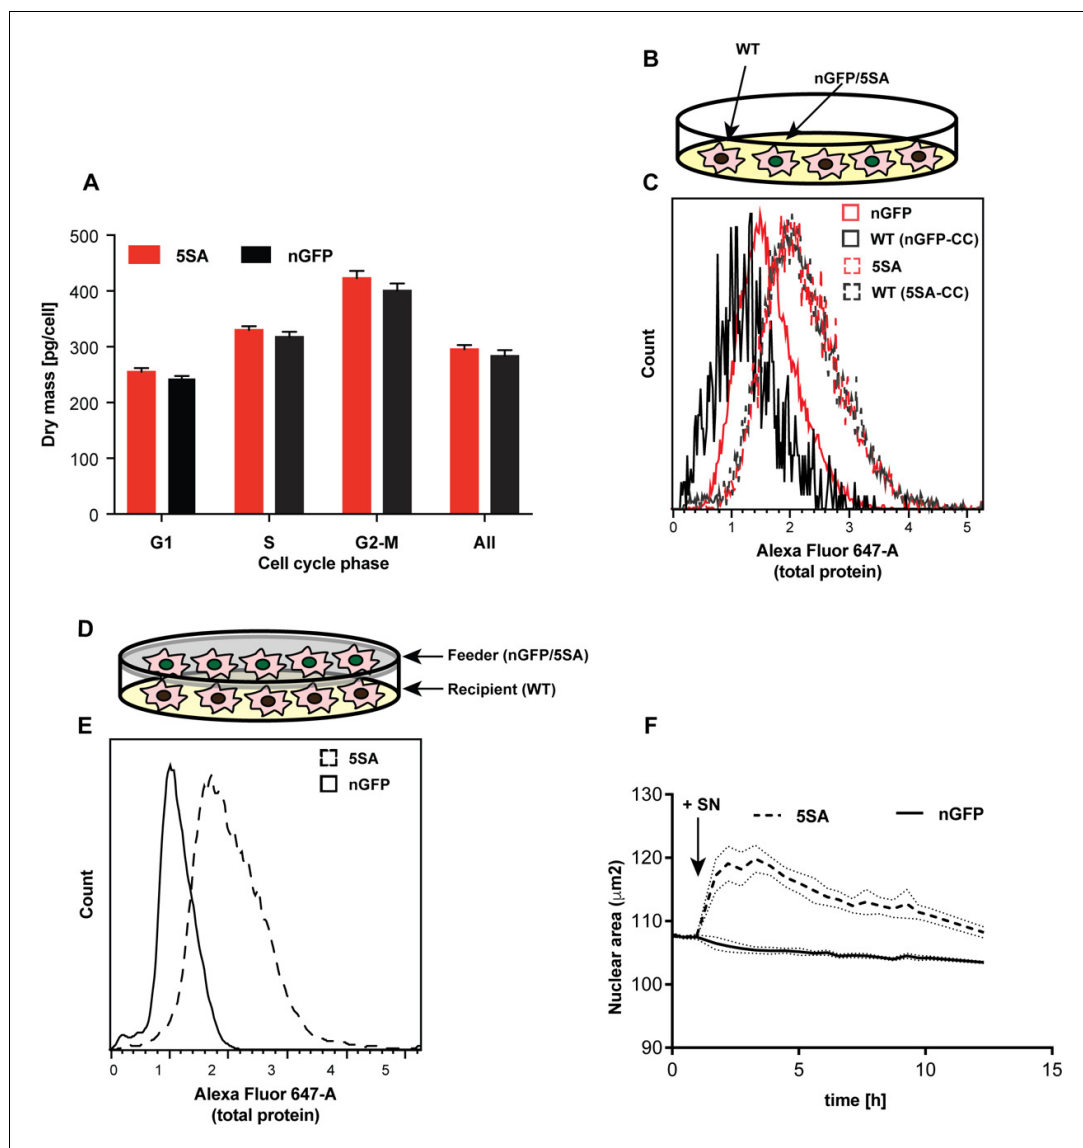 B
WT
nGFP/5SA
A
500
400
300
200
100
0
Dry mass [pg/cell]
5SA
nGFP
G1
S
G2-M
All
Cell cycle phase
C
nGFP
WT (nGFP-CC)
5SA
WT (5SA-CC)
Count
0
1
2
3
4
5
Alexa Fluor 647-A
(total protein)
D
Feeder (nGFP/5SA)
Recipient (WT)
E
5SA
nGFP
Count
0
1
2
3
4
5
Alexa Fluor 647-A
(total protein)
F
130
120
110
100
90
Nuclear area (μm2)
+ SN
5SA
nGFP
0
5
10
15
time [h]